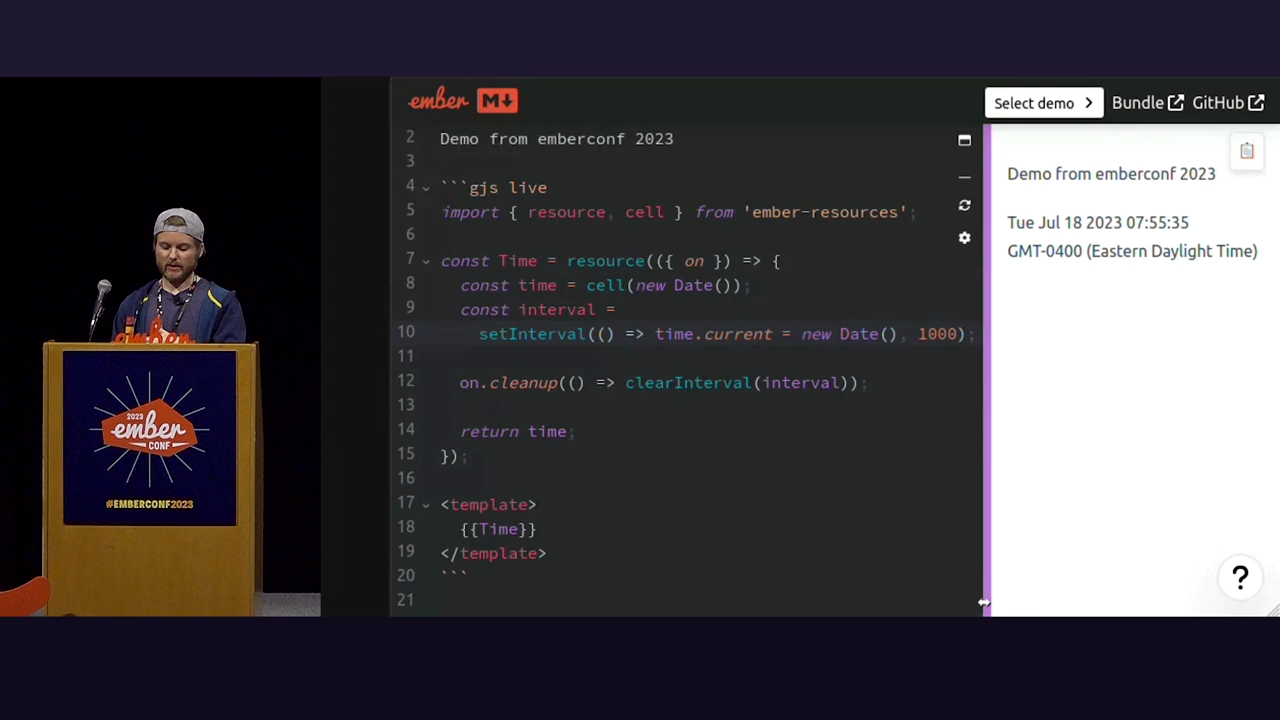 ember
2023
ember
CONF
#EMBERCONF2023
ember M
Select demo
Bundle
GitHub
2 Demo from emberconf 2023
3
4 ```gjs live
5 import { resource, cell } from 'ember-resources';
6
7 const Time = resource(({ on }) => {
8 const time = cell(new Date());
9 const interval =
10 setInterval(() => time.current = new Date(), 1000);
11
12 on.cleanup(() => clearInterval(interval));
13
14 return time;
15 });
16
17 <template>
18 {{Time}}
19 </template>
20 ```
21
Demo from emberconf 2023
Tue Jul 18 2023 07:55:35
GMT-0400 (Eastern Daylight Time)
?